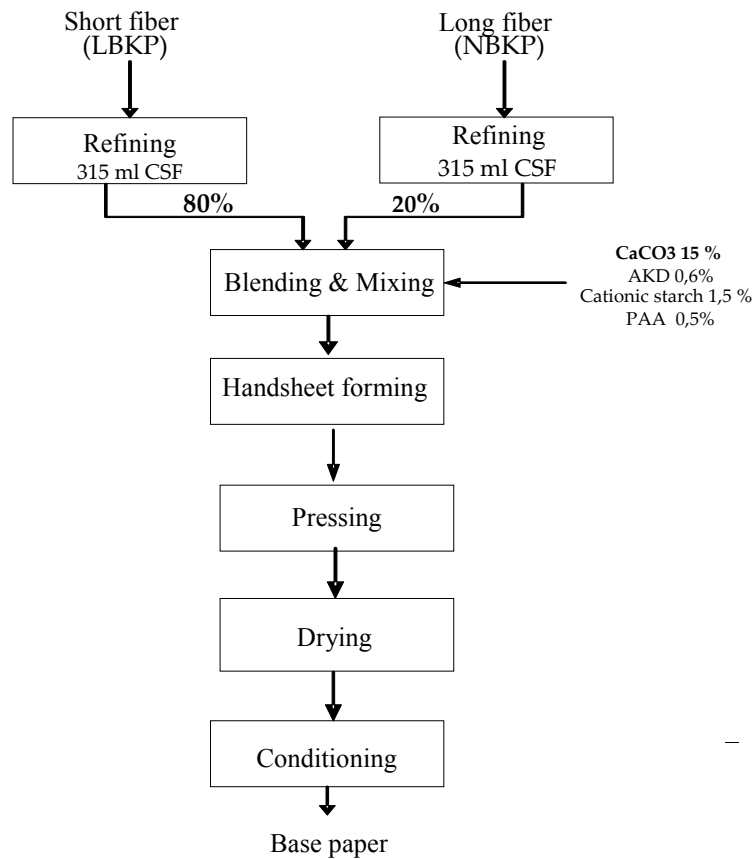 Short fiber
(LBKP)
Long fiber
(NBKP)
Refining
315 ml CSF
Refining
315 ml CSF
80%
20%
Blending & Mixing
CaCO3 15 %
AKD 0,6%
Cationic starch 1,5 %
PAA 0,5%
Handsheet forming
Pressing
Drying
Conditioning
Base paper